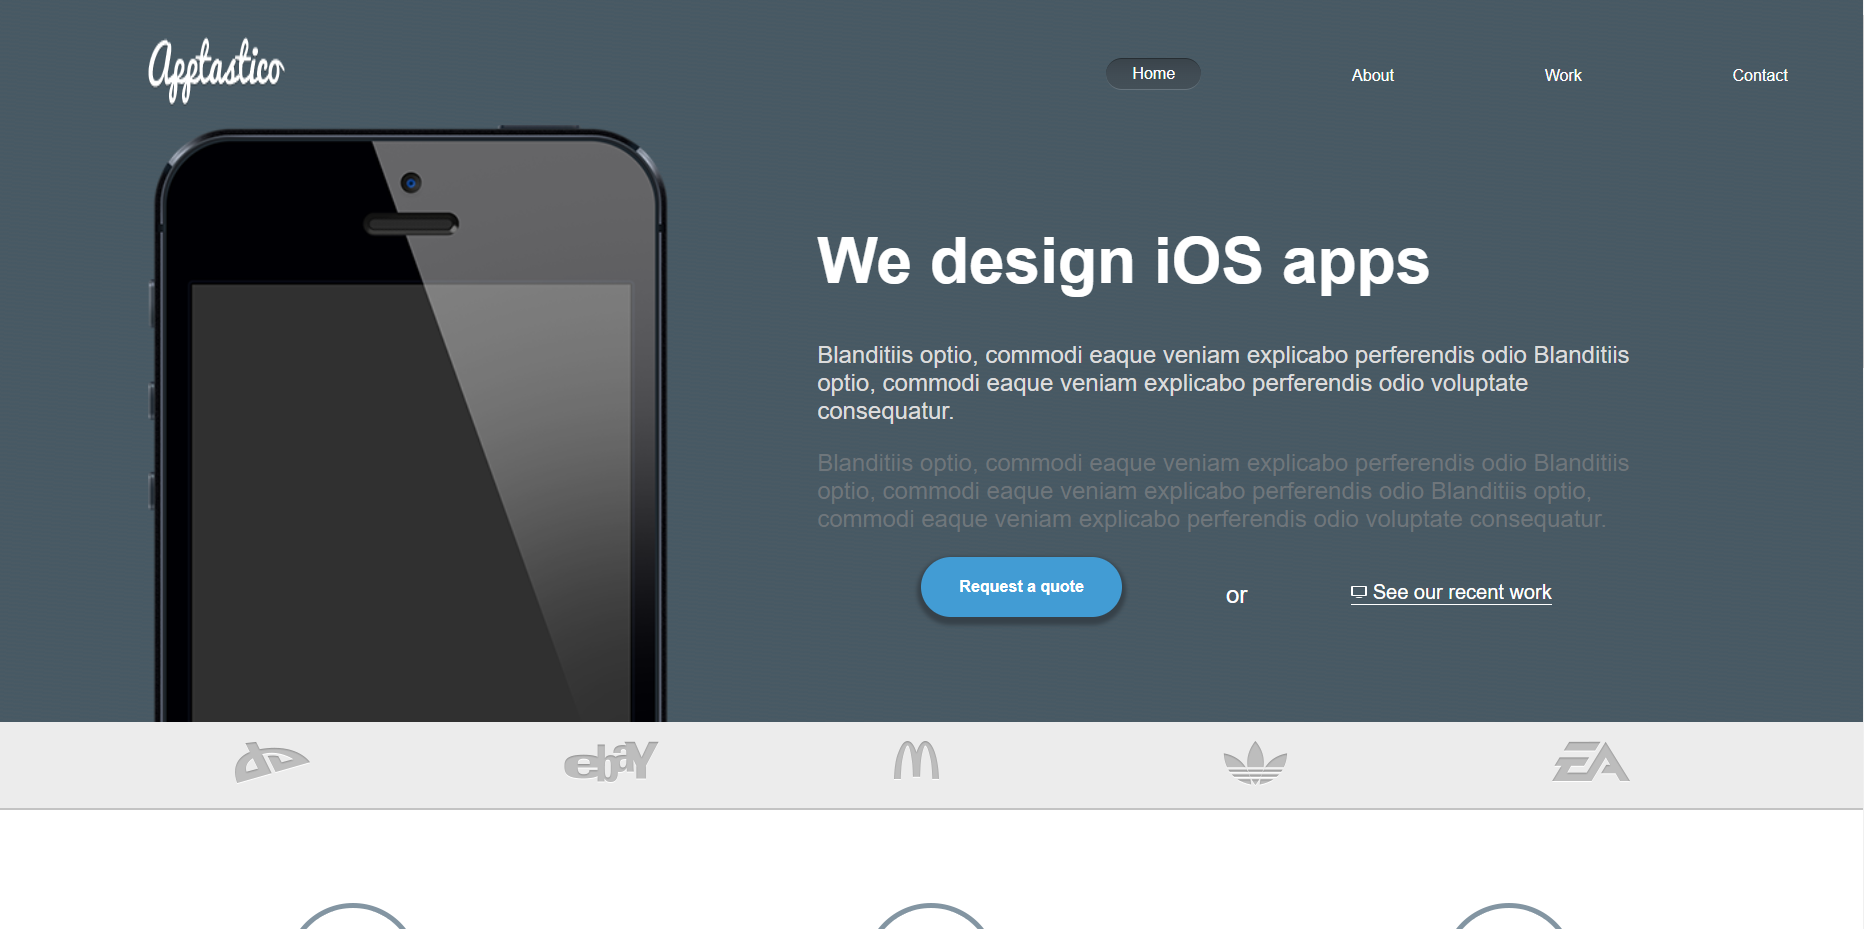 Apptastico
Home
About
Work
Contact
We design iOS apps
Blanditiis optio, commodi eaque veniam explicabo perferendis odio Blanditiis
optio, commodi eaque veniam explicabo perferendis odio voluptate
consequatur.
Blanditiis optio, commodi eaque veniam explicabo perferendis odio Blanditiis
optio, commodi eaque veniam explicabo perferendis odio Blanditiis optio,
commodi eaque veniam explicabo perferendis odio voluptate consequatur.
Request a quote
or
See our recent work
ebaY
EA